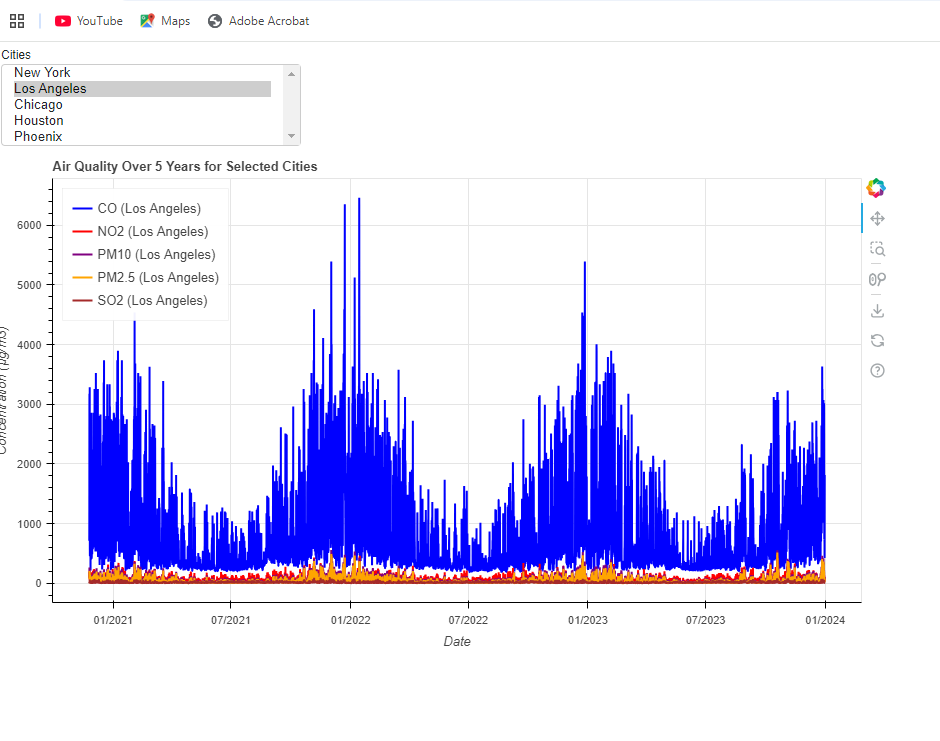 YouTube Maps Adobe Acrobat
Cities
New York
Los Angeles
Chicago
Houston
Phoenix
Air Quality Over 5 Years for Selected Cities
CO (Los Angeles)
NO2 (Los Angeles)
PM10 (Los Angeles)
PM2.5 (Los Angeles)
SO2 (Los Angeles)
6000
5000
4000
3000
2000
1000
0
Concentration (µg/m3)
01/2021 07/2021 01/2022 07/2022 01/2023 07/2023 01/2024
Date